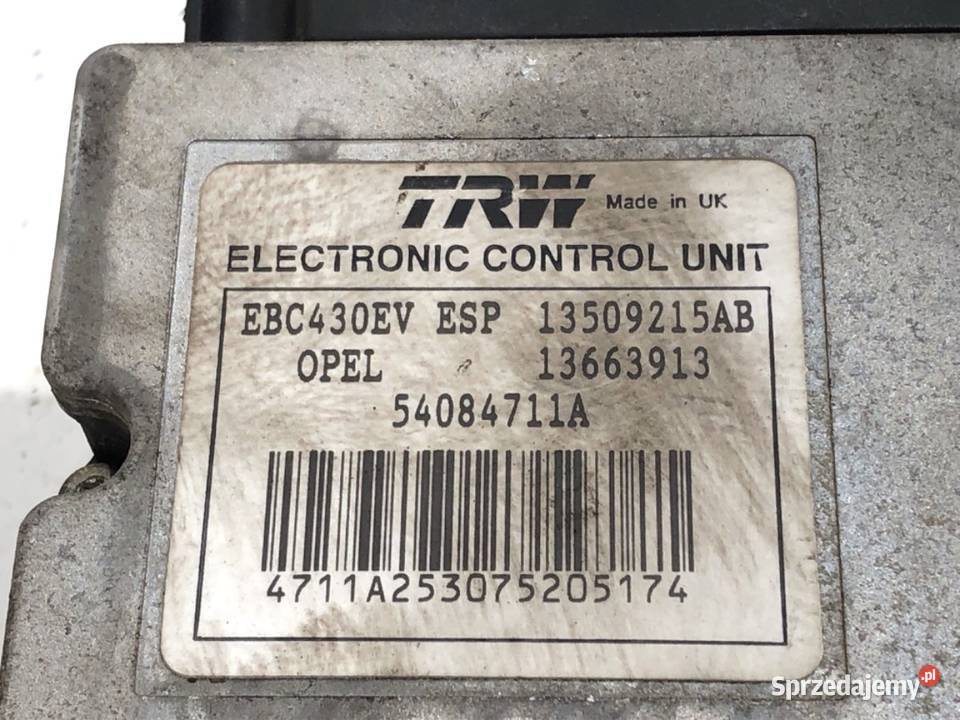 TRW Made in UK
ELECTRONIC CONTROL UNIT
EBC430EV ESP 13509215AB
OPEL 13663913
54084711A
4711A253075205174
Sprzedajemy.pl